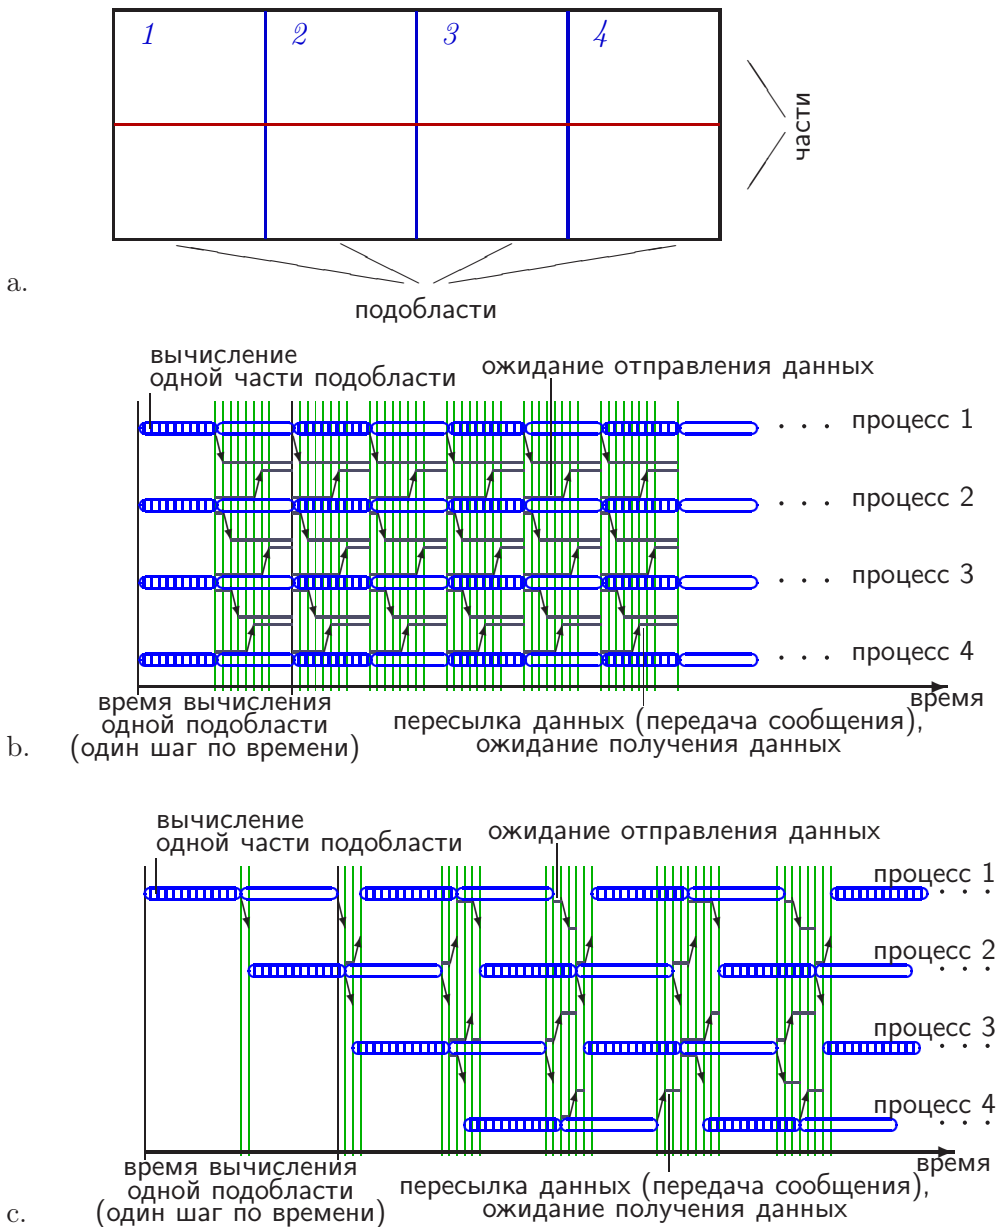 1 2 3 4
части
a.
подобласти
вычисление
одной части подобласти
ожидание отправления данных
. . . процесс 1
. . . процесс 2
. . . процесс 3
. . . процесс 4
время
время вычисления
одной подобласти
(один шаг по времени)
пересылка данных (передача сообщения),
ожидание получения данных
b.
вычисление
одной части подобласти
ожидание отправления данных
процесс 1
. . .
процесс 2
. . .
процесс 3
. . .
процесс 4
. . .
время
время вычисления
одной подобласти
(один шаг по времени)
пересылка данных (передача сообщения),
ожидание получения данных
c.